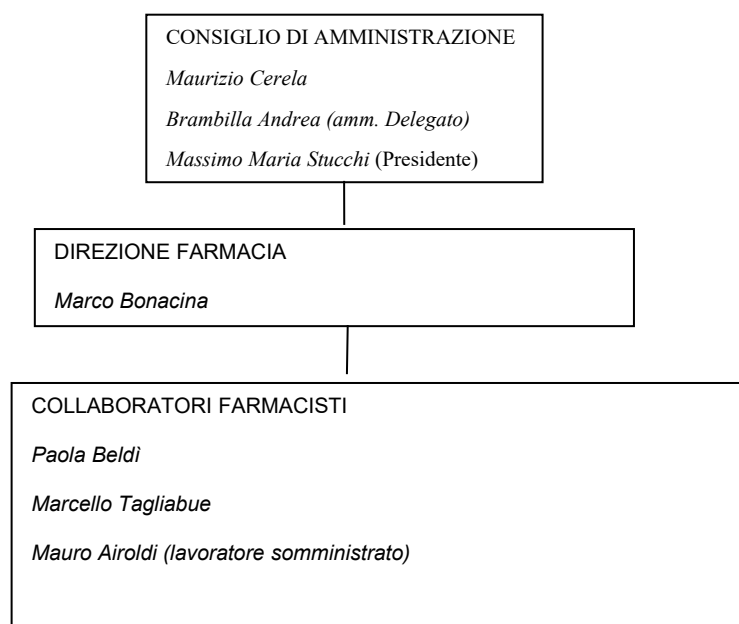 CONSIGLIO DI AMMINISTRAZIONE
Maurizio Cerela
Brambilla Andrea (amm. Delegato)
Massimo Maria Stucchi (Presidente)
DIREZIONE FARMACIA
Marco Bonacina
COLLABORATORI FARMACISTI
Paola Beldì
Marcello Tagliabue
Mauro Airoldi (lavoratore somministrato)